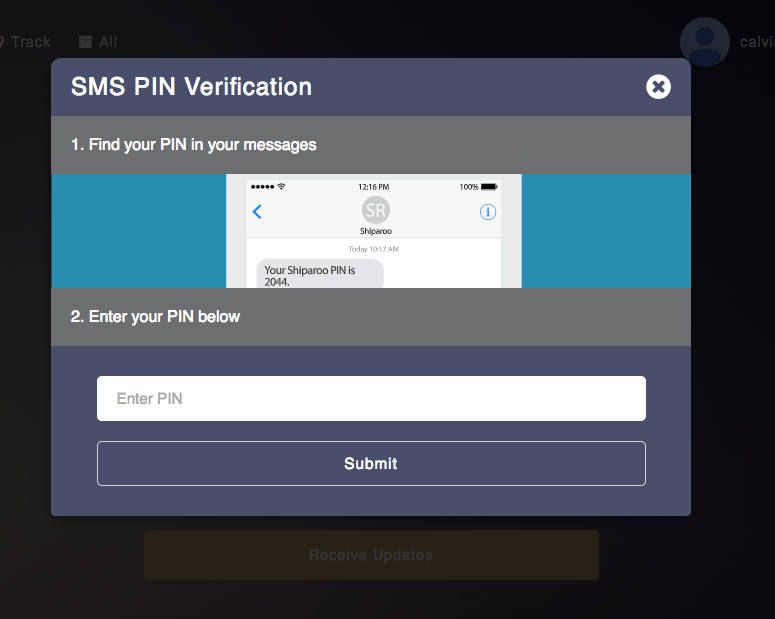 Track All calvi
SMS PIN Verification
1. Find your PIN in your messages
12:16 PM 100%
SR
Shiparoo
Today 10:17 AM
Your Shiparoo PIN is
2044.
2. Enter your PIN below
Enter PIN
Submit
Receive Updates